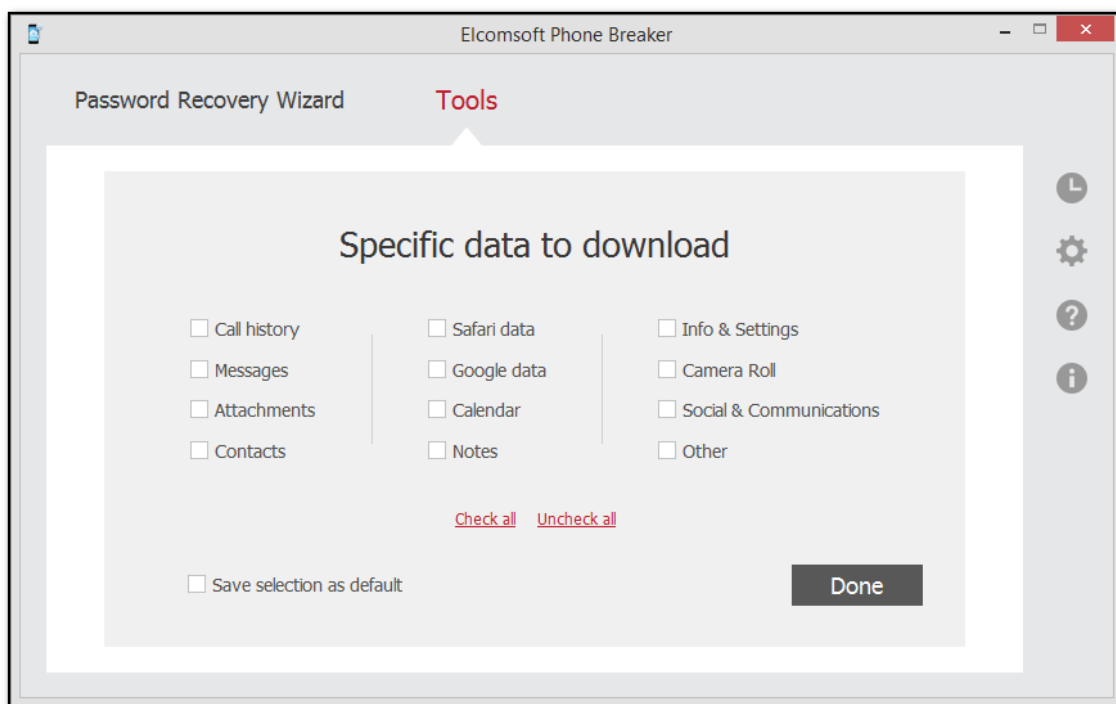 Elcomsoft Phone Breaker
Password Recovery Wizard Tools
Specific data to download
Call history Safari data Info & Settings
Messages Google data Camera Roll
Attachments Calendar Social & Communications
Contacts Notes Other
Check all Uncheck all
Save selection as default Done